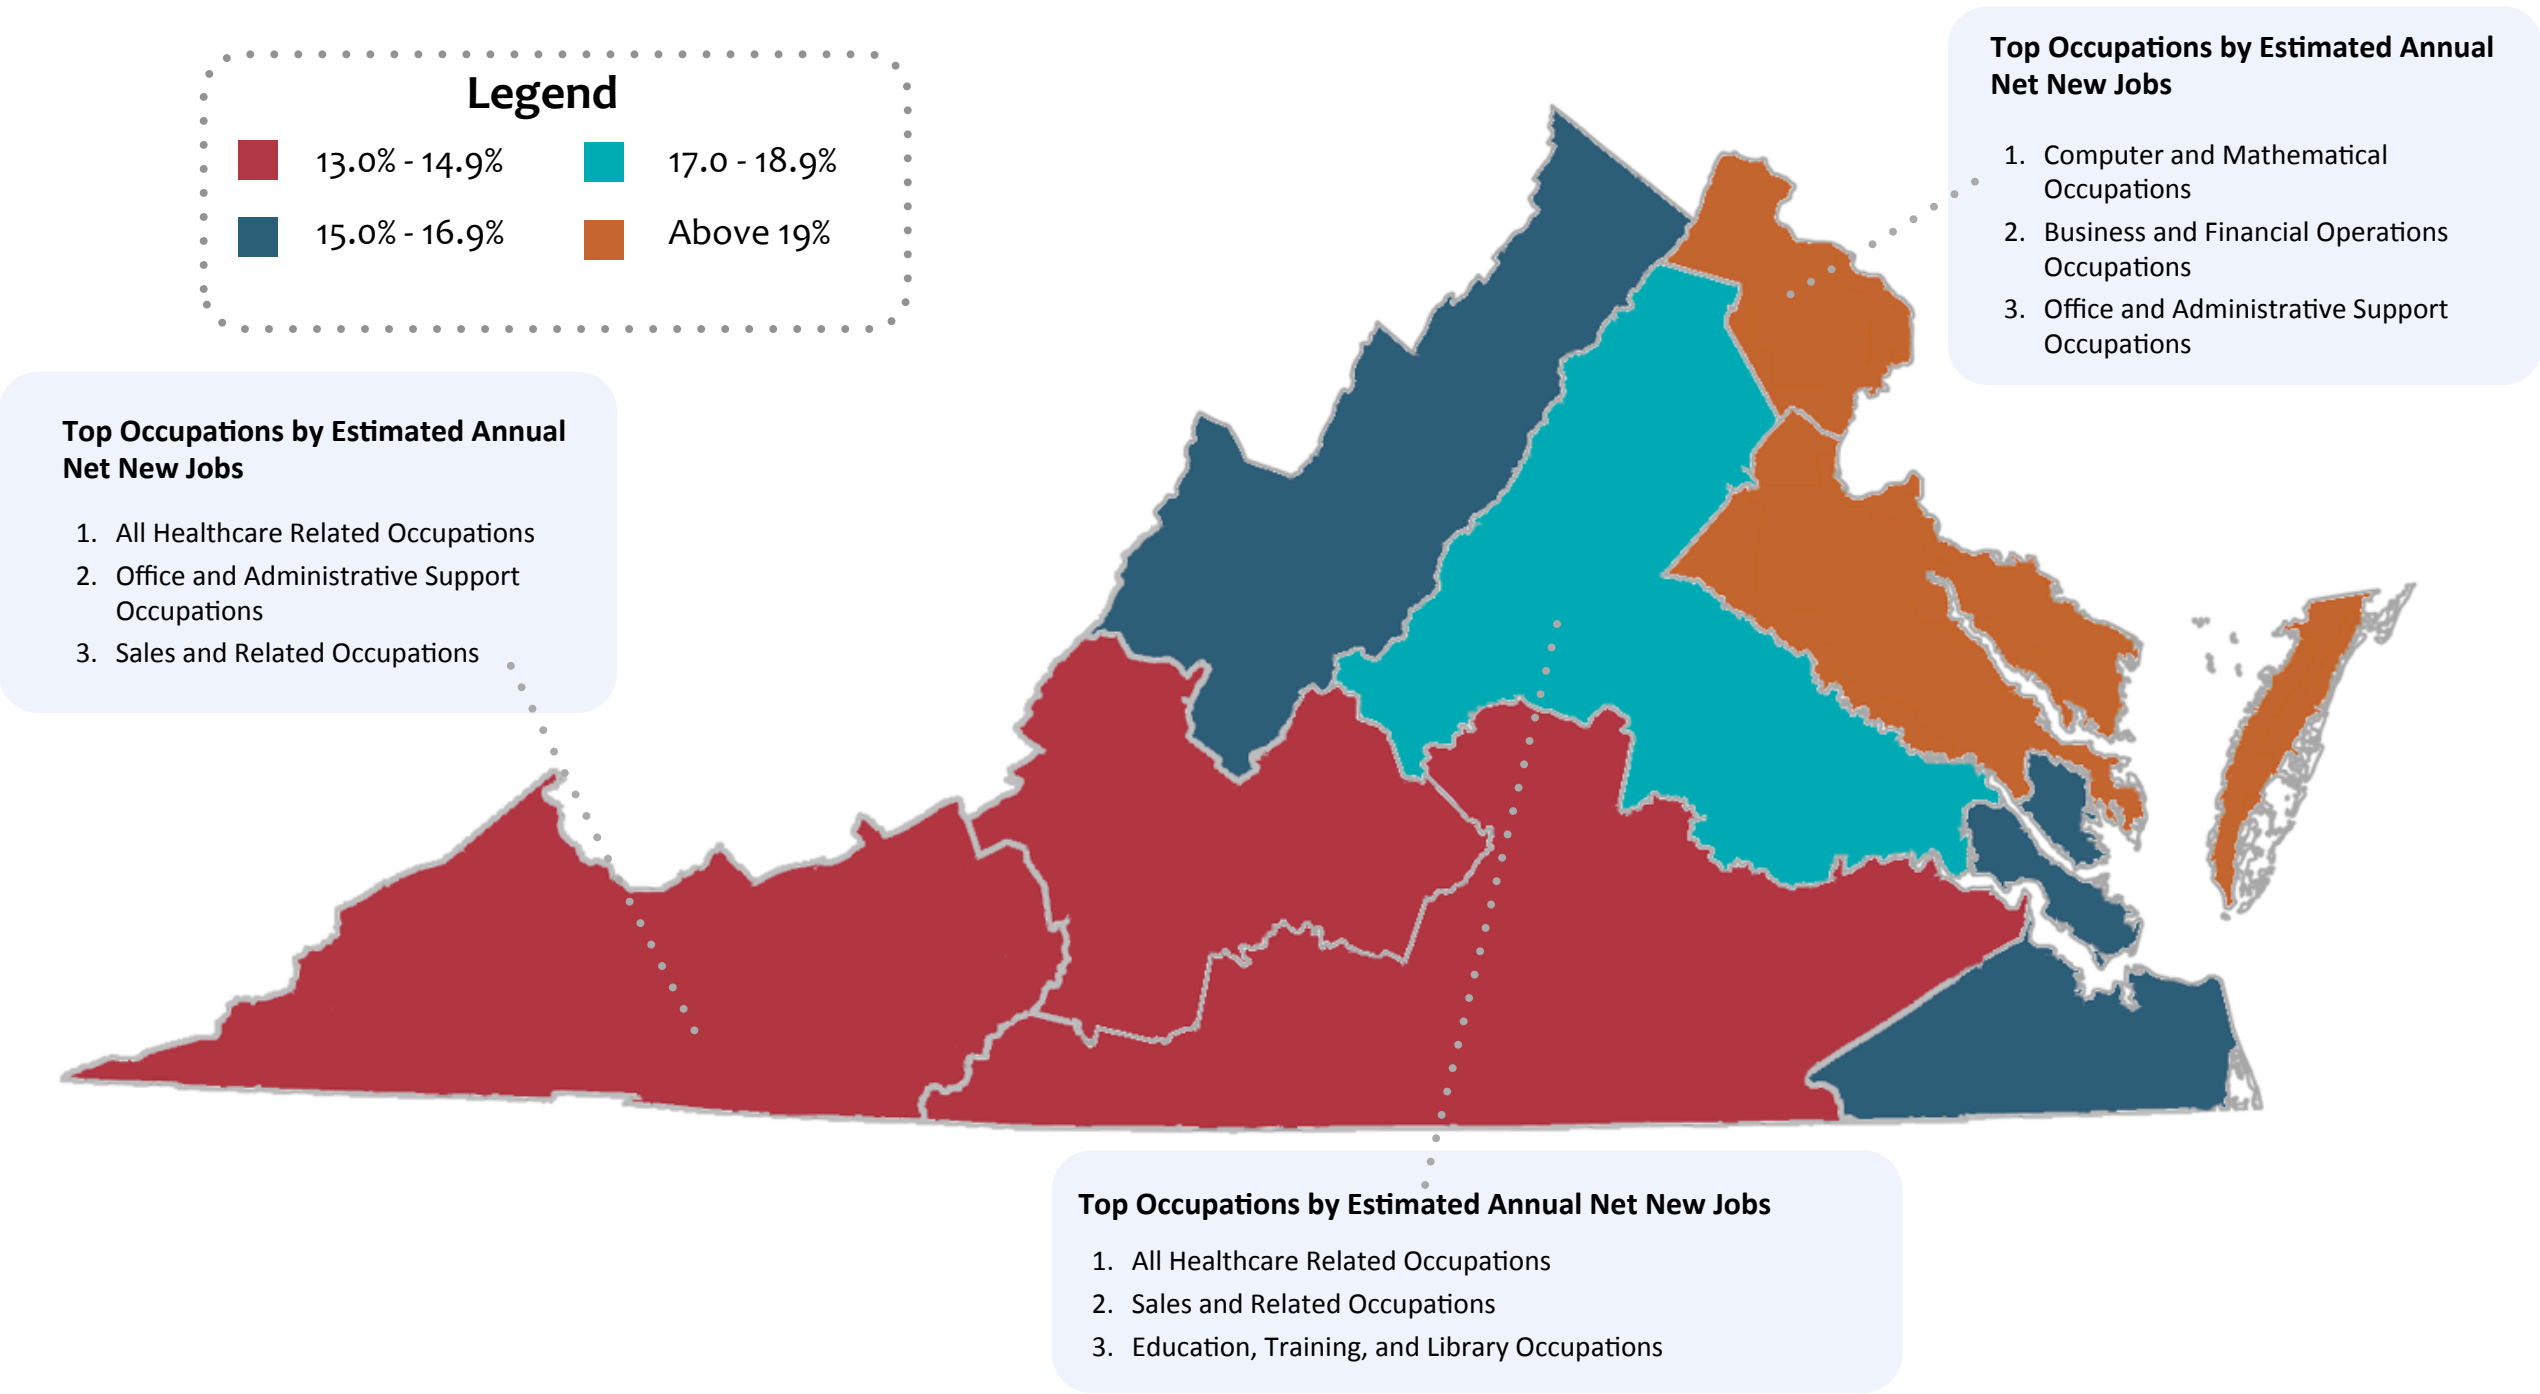 Legend
13.0% - 14.9%
17.0 - 18.9%
15.0% - 16.9%
Above 19%
Top Occupations by Estimated Annual
Net New Jobs
1. Computer and Mathematical
Occupations
2. Business and Financial Operations
Occupations
3. Office and Administrative Support
Occupations
Top Occupations by Estimated Annual
Net New Jobs
1. All Healthcare Related Occupations
2. Office and Administrative Support
Occupations
3. Sales and Related Occupations
Top Occupations by Estimated Annual Net New Jobs
1. All Healthcare Related Occupations
2. Sales and Related Occupations
3. Education, Training, and Library Occupations